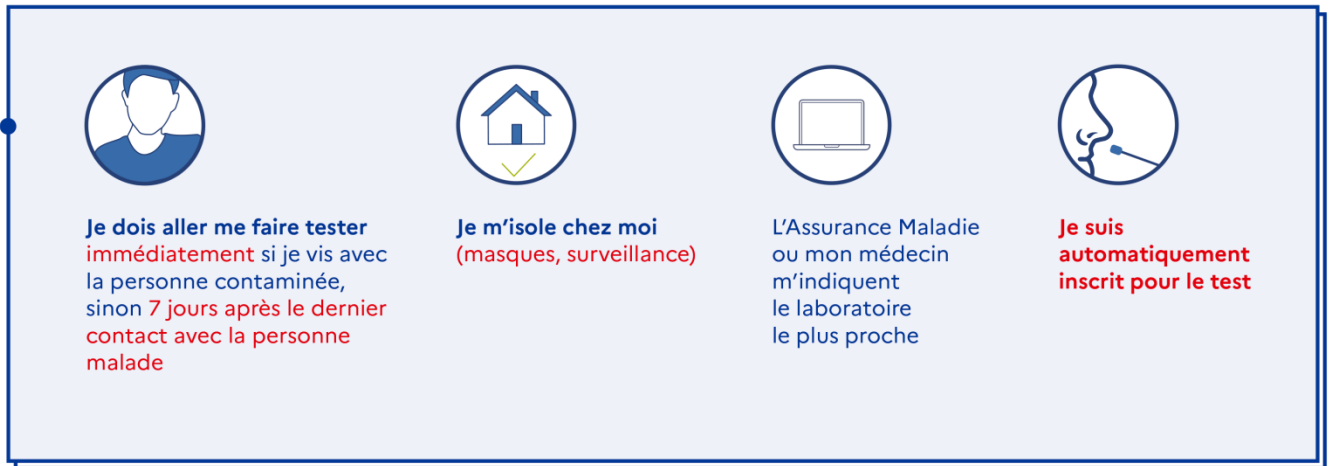 Je dois aller me faire tester
immédiatement si je vis avec
la personne contaminée,
sinon 7 jours après le dernier
contact avec la personne
malade
Je m’isole chez moi
(masques, surveillance)
L’Assurance Maladie
ou mon médecin
m’indiquent
le laboratoire
le plus proche
Je suis
automatiquement
inscrit pour le test